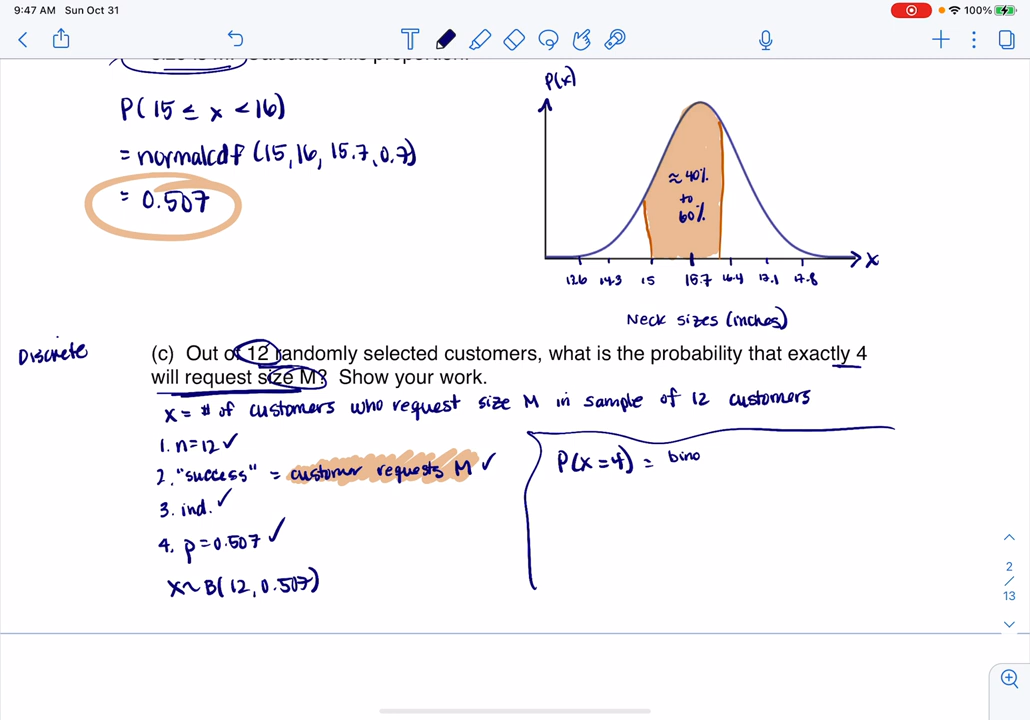 9:47 AM Sun Oct 31
100%
T
P(15 ≤ x < 16)
= normalcdf (15, 16, 15.7, 0.7)
= 0.507
P(x)
≈ 40%
to
60%
x
13.6 14.3 15 15.7 16.4 17.1 17.8
Neck sizes (inches)
Discrete
(c) Out of 12 randomly selected customers, what is the probability that exactly 4
will request size M? Show your work.
x = # of customers who request size M in sample of 12 customers
1. n=12 ✓
2. "success" = customer requests M ✓
3. ind. ✓
4. p=0.507 ✓
X~B(12, 0.507)
P(x=4) = bino
2
/
13